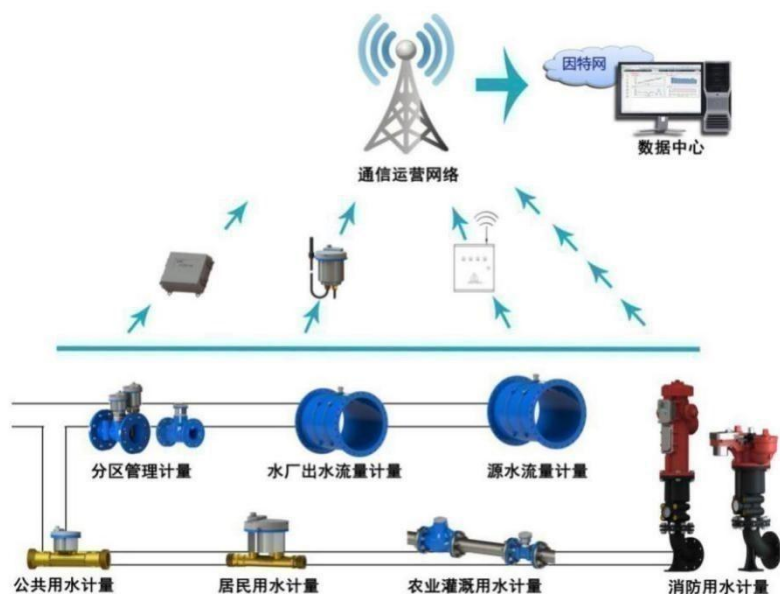 因特网
数据中心
通信运营网络
分区管理计量
水厂出水流量计量
源水流量计量
公共用水计量
居民用水计量
农业灌溉用水计量
消防用水计量